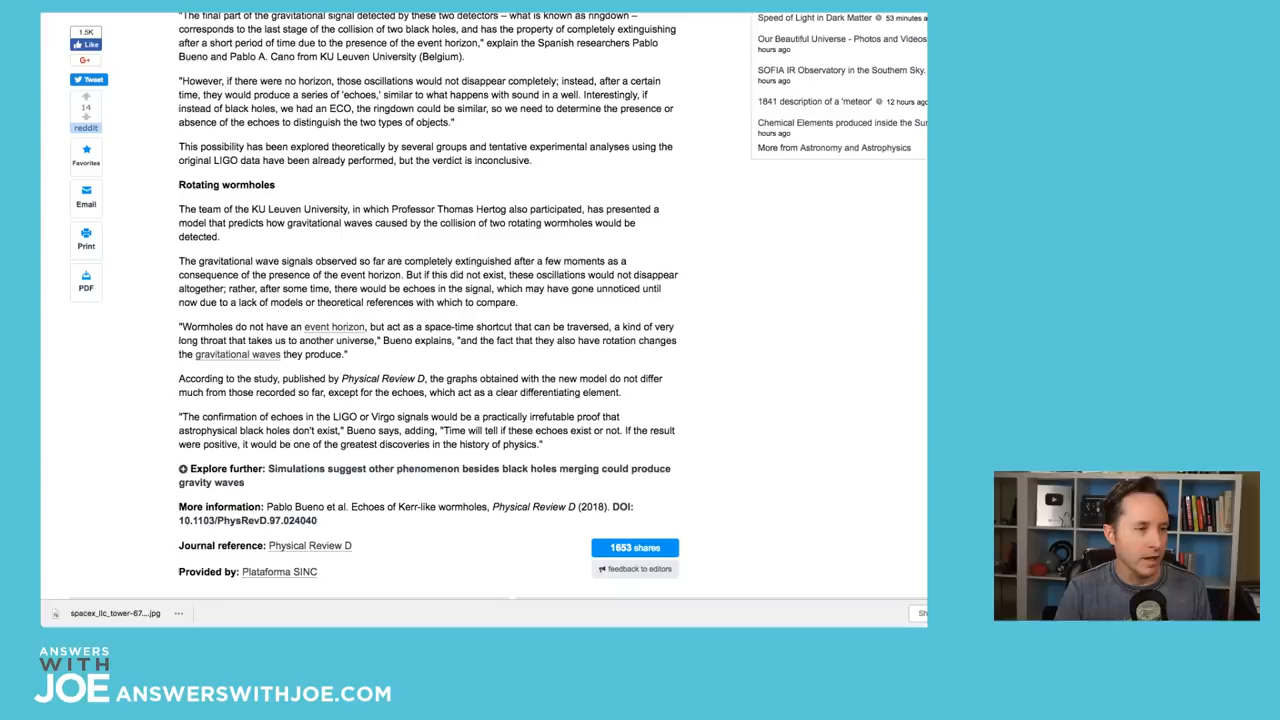 "The final part of the gravitational signal detected by these two detectors -- what is known as ringdown --
corresponds to the last stage of the collision of two black holes, and has the property of completely extinguishing
after a short period of time due to the presence of the event horizon," explain the Spanish researchers Pablo
Bueno and Pablo A. Cano from KU Leuven University (Belgium).
"However, if there were no horizon, those oscillations would not disappear completely; instead, after a certain
time, they would produce a series of 'echoes,' similar to what happens with sound in a well. Interestingly, if
instead of black holes, we had an ECO, the ringdown could be similar, so we need to determine the presence or
absence of the echoes to distinguish the two types of objects."
This possibility has been explored theoretically by several groups and tentative experimental analyses using the
original LIGO data have been already performed, but the verdict is inconclusive.
Rotating wormholes
The team of the KU Leuven University, in which Professor Thomas Hertog also participated, has presented a
model that predicts how gravitational waves caused by the collision of two rotating wormholes would be
detected.
The gravitational wave signals observed so far are completely extinguished after a few moments as a
consequence of the presence of the event horizon. But if this did not exist, these oscillations would not disappear
altogether; rather, after some time, there would be echoes in the signal, which may have gone unnoticed until
now due to a lack of models or theoretical references with which to compare.
"Wormholes do not have an event horizon, but act as a space-time shortcut that can be traversed, a kind of very
long throat that takes us to another universe," Bueno explains, "and the fact that they also have rotation changes
the gravitational waves they produce."
According to the study, published by Physical Review D, the graphs obtained with the new model do not differ
much from those recorded so far, except for the echoes, which act as a clear differentiating element.
"The confirmation of echoes in the LIGO or Virgo signals would be a practically irrefutable proof that
astrophysical black holes don't exist," Bueno says, adding, "Time will tell if these echoes exist or not. If the result
were positive, it would be one of the greatest discoveries in the history of physics."
Explore further: Simulations suggest other phenomenon besides black holes merging could produce
gravity waves
More information: Pablo Bueno et al. Echoes of Kerr-like wormholes, Physical Review D (2018). DOI:
10.1103/PhysRevD.97.024040
Journal reference: Physical Review D
Provided by: Plataforma SINC
1653 shares
feedback to editors
1.5K
Like
G+
Tweet
14
reddit
Favorites
Email
Print
PDF
Speed of Light in Dark Matter 53 minutes a
Our Beautiful Universe - Photos and Videos
hours ago
SOFIA IR Observatory in the Southern Sky.
hours ago
1841 description of a 'meteor' 12 hours ago
Chemical Elements produced inside the Sun
hours ago
More from Astronomy and Astrophysics
spacex_llc_tower-67....jpg
Sh
ANSWERS
WITH
JOE
ANSWERSWITHJOE.COM